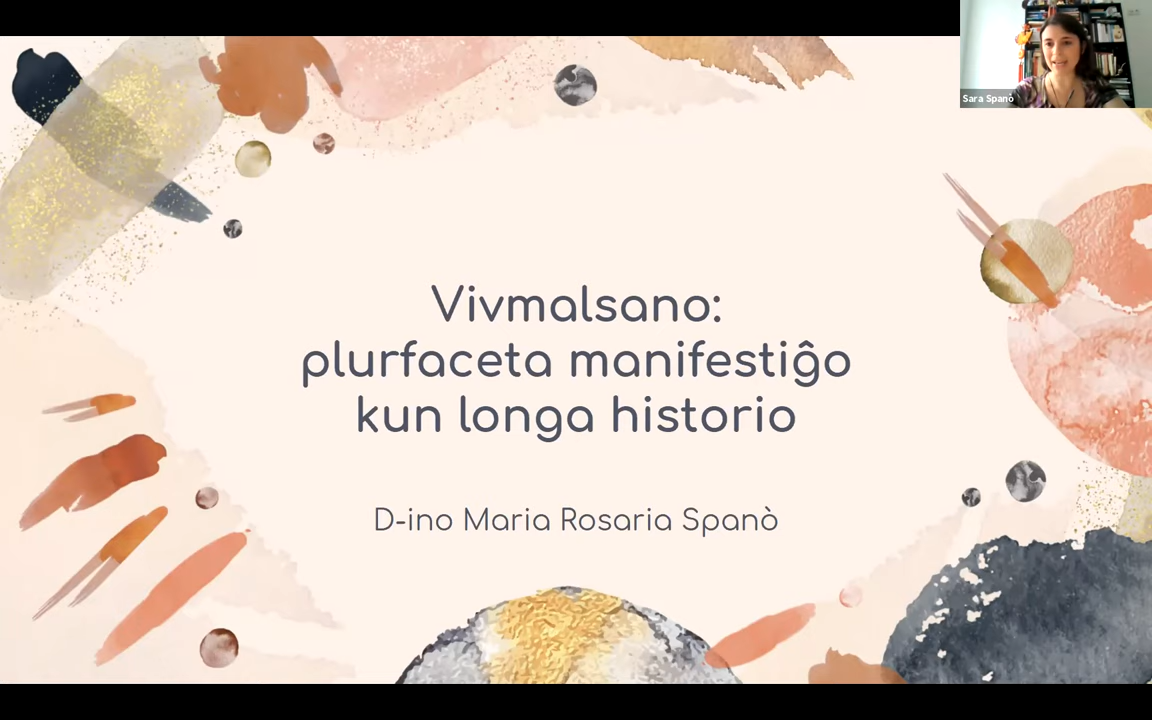 Sara Spanò
Vivmalsano:
plurfaceta manifestiĝo
kun longa historio
D-ino Maria Rosaria Spanò